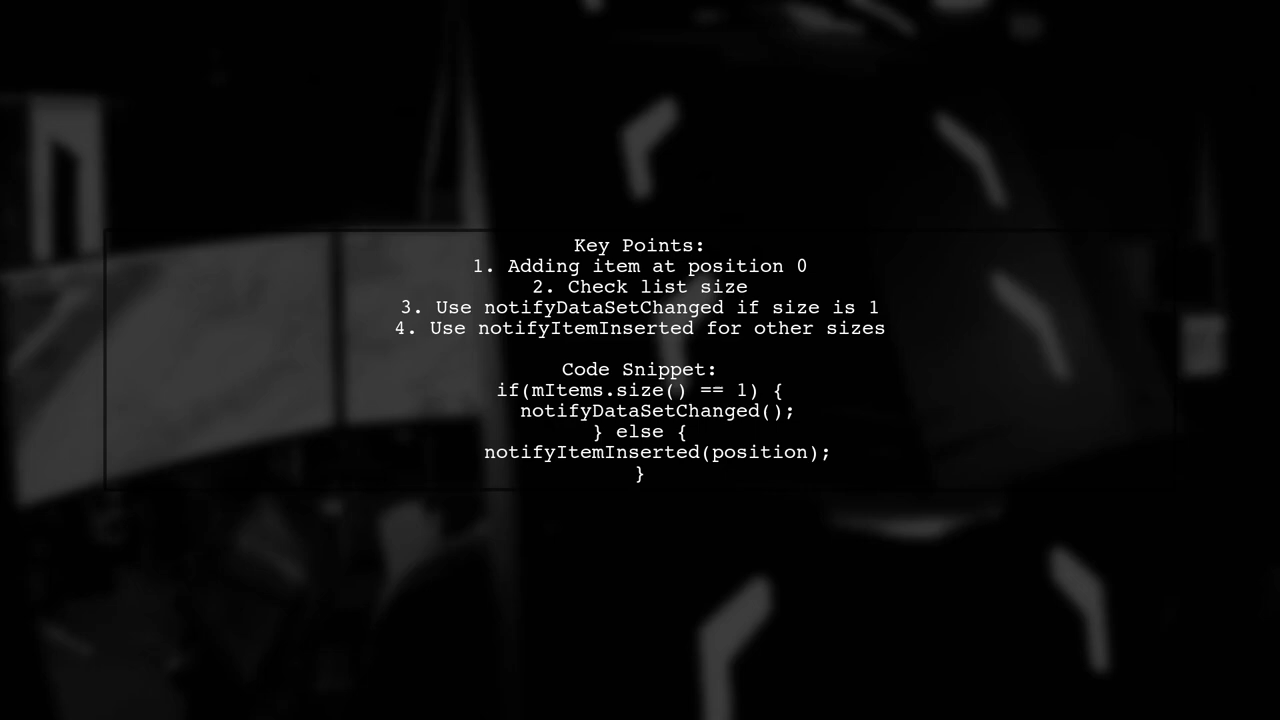 Key Points:
1. Adding item at position 0
2. Check list size
3. Use notifyDataSetChanged if size is 1
4. Use notifyItemInserted for other sizes
Code Snippet:
if(mItems.size() == 1) {
notifyDataSetChanged();
} else {
notifyItemInserted(position);
}